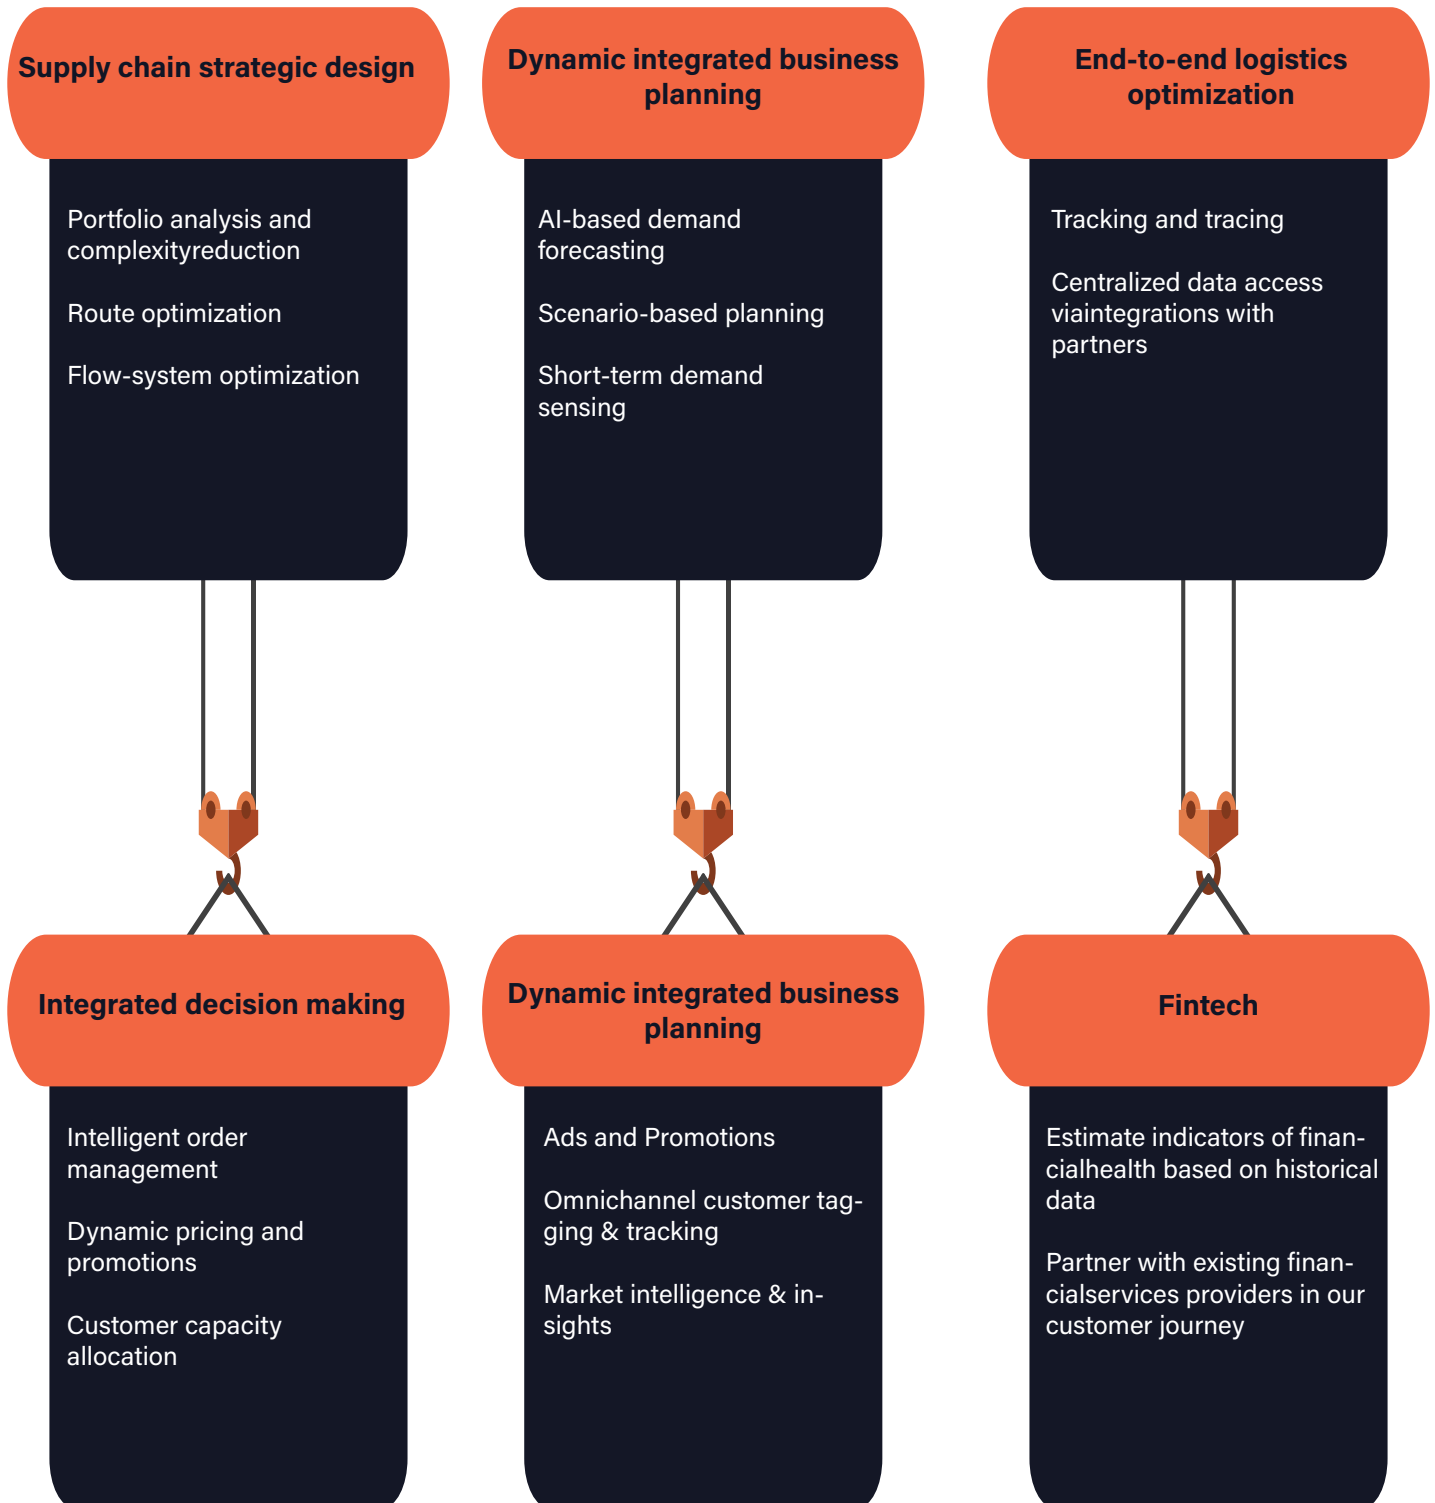 Supply chain strategic design
Portfolio analysis and
complexityreduction
Route optimization
Flow-system optimization
Dynamic integrated business
planning
AI-based demand
forecasting
Scenario-based planning
Short-term demand
sensing
End-to-end logistics
optimization
Tracking and tracing
Centralized data access
viaintegrations with
partners
Integrated decision making
Intelligent order
management
Dynamic pricing and
promotions
Customer capacity
allocation
Dynamic integrated business
planning
Ads and Promotions
Omnichannel customer tag-
ging & tracking
Market intelligence & in-
sights
Fintech
Estimate indicators of finan-
cialhealth based on historical
data
Partner with existing finan-
cialservices providers in our
customer journey